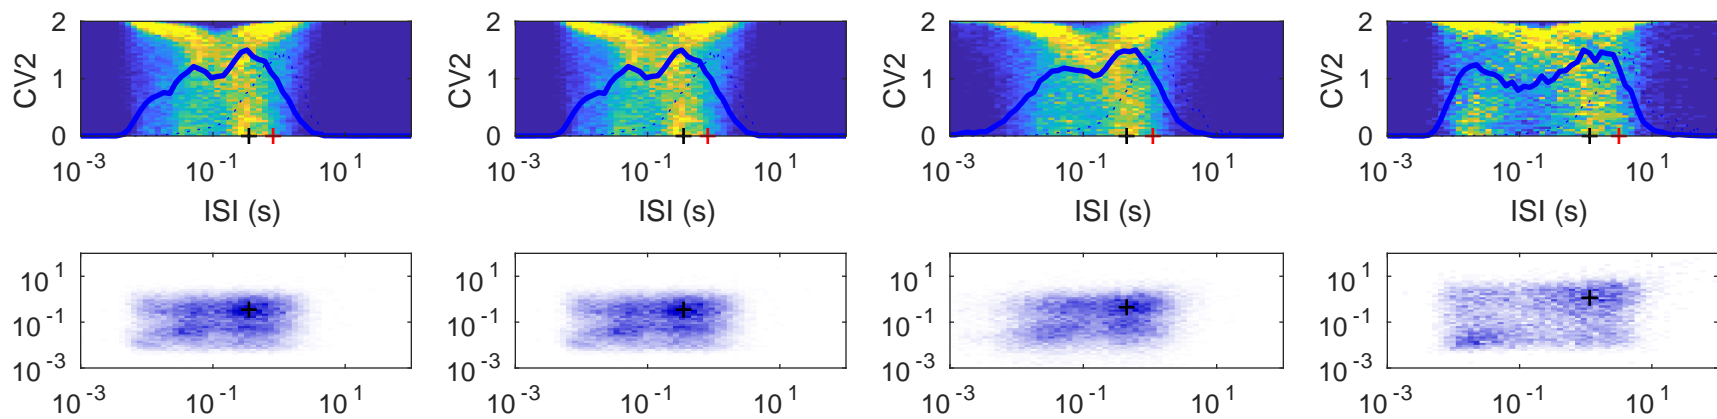 2 2 2 2
CV2 CV2 CV2 CV2
1 1 1 1
0 0 0 0
10^-3 10^-1 10^1 10^-3 10^-1 10^1 10^-3 10^-1 10^1 10^-3 10^-1 10^1
ISI (s) ISI (s) ISI (s) ISI (s)
10^1 10^1 10^1 10^1
10^-1 10^-1 10^-1 10^-1
10^-3 10^-3 10^-3 10^-3
10^-3 10^-1 10^1 10^-3 10^-1 10^1 10^-3 10^-1 10^1 10^-3 10^-1 10^1